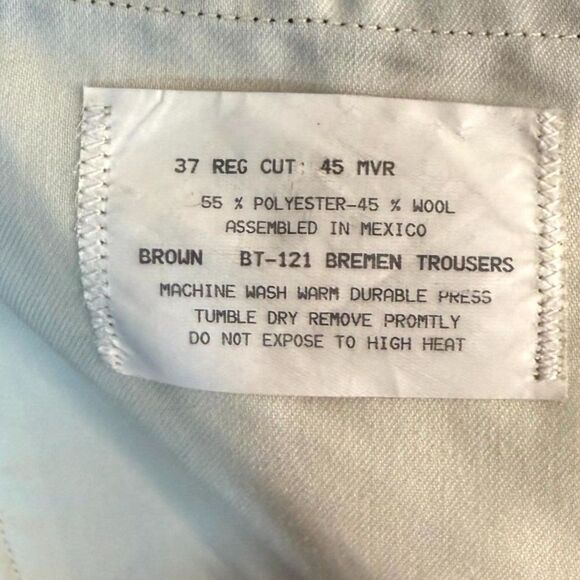 37 REG CUT: 45 MVR
55 % POLYESTER-45 % WOOL
ASSEMBLED IN MEXICO
BROWN BT-121 BREMEN TROUSERS
MACHINE WASH WARM DURABLE PRESS
TUMBLE DRY REMOVE PROMTLY
DO NOT EXPOSE TO HIGH HEAT